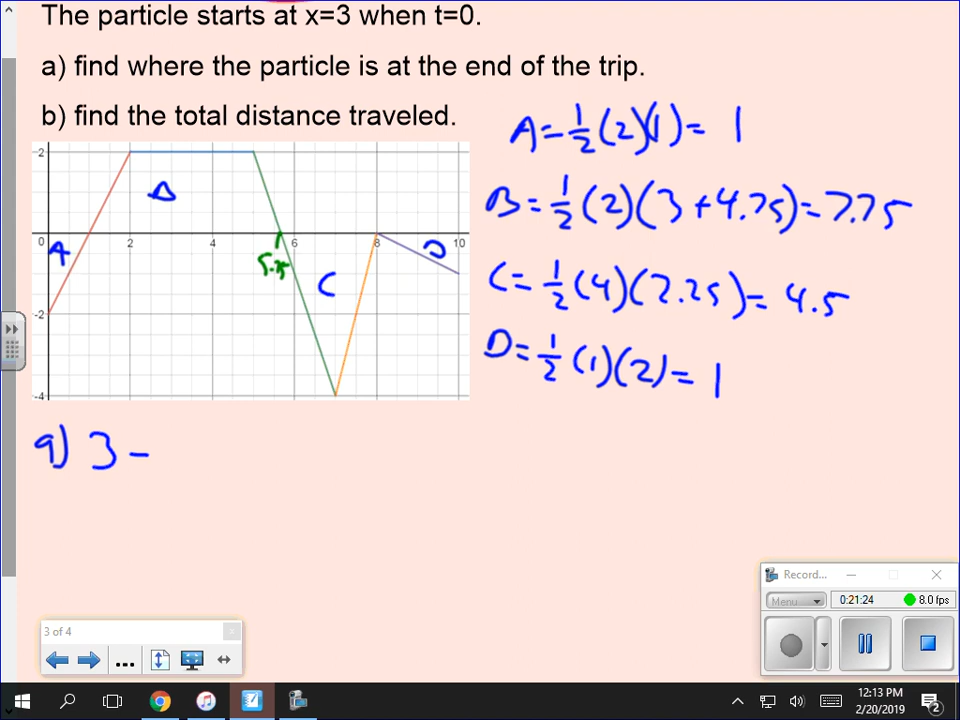 The particle starts at x=3 when t=0.
a) find where the particle is at the end of the trip.
b) find the total distance traveled.
A=½(2)(1)= 1
B=½(2)(3+4.75)=7.75
C=½(4)(2.25)=4.5
D=½(1)(2)=1
2
B
0
A
2
4
5.75
6
8
D
10
C
-2
-4
a) 3 -
Record...
Menu
0:21:24
8.0 fps
3 of 4
...
12:13 PM
2/20/2019
2